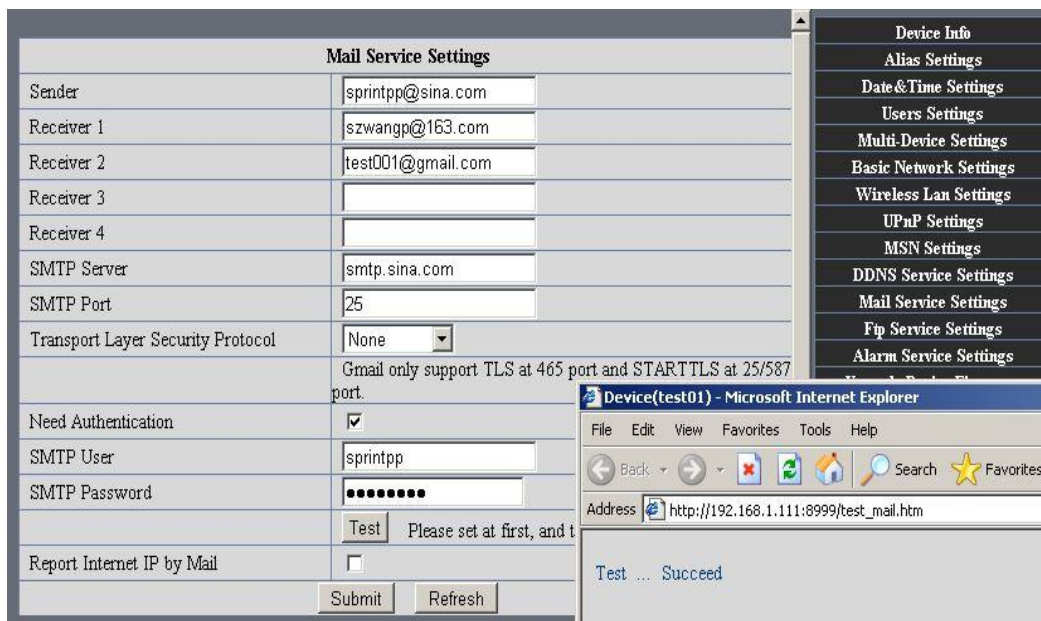 Mail Service Settings
Sender sprintpp@sina.com
Receiver 1 szwangp@163.com
Receiver 2 test001@gmail.com
Receiver 3
Receiver 4
SMTP Server smtp.sina.com
SMTP Port 25
Transport Layer Security Protocol None
Gmail only support TLS at 465 port and STARTTLS at 25/587
port.
Need Authentication
SMTP User sprintpp
SMTP Password ●●●●●●●●
Test Please set at first, and t
Report Internet IP by Mail
Submit Refresh
Device Info
Alias Settings
Date&Time Settings
Users Settings
Multi-Device Settings
Basic Network Settings
Wireless Lan Settings
UPnP Settings
MSN Settings
DDNS Service Settings
Mail Service Settings
Ftp Service Settings
Alarm Service Settings
Device(test01) - Microsoft Internet Explorer
File Edit View Favorites Tools Help
Back Search Favorites
Address http://192.168.1.111:8999/test_mail.htm
Test ... Succeed